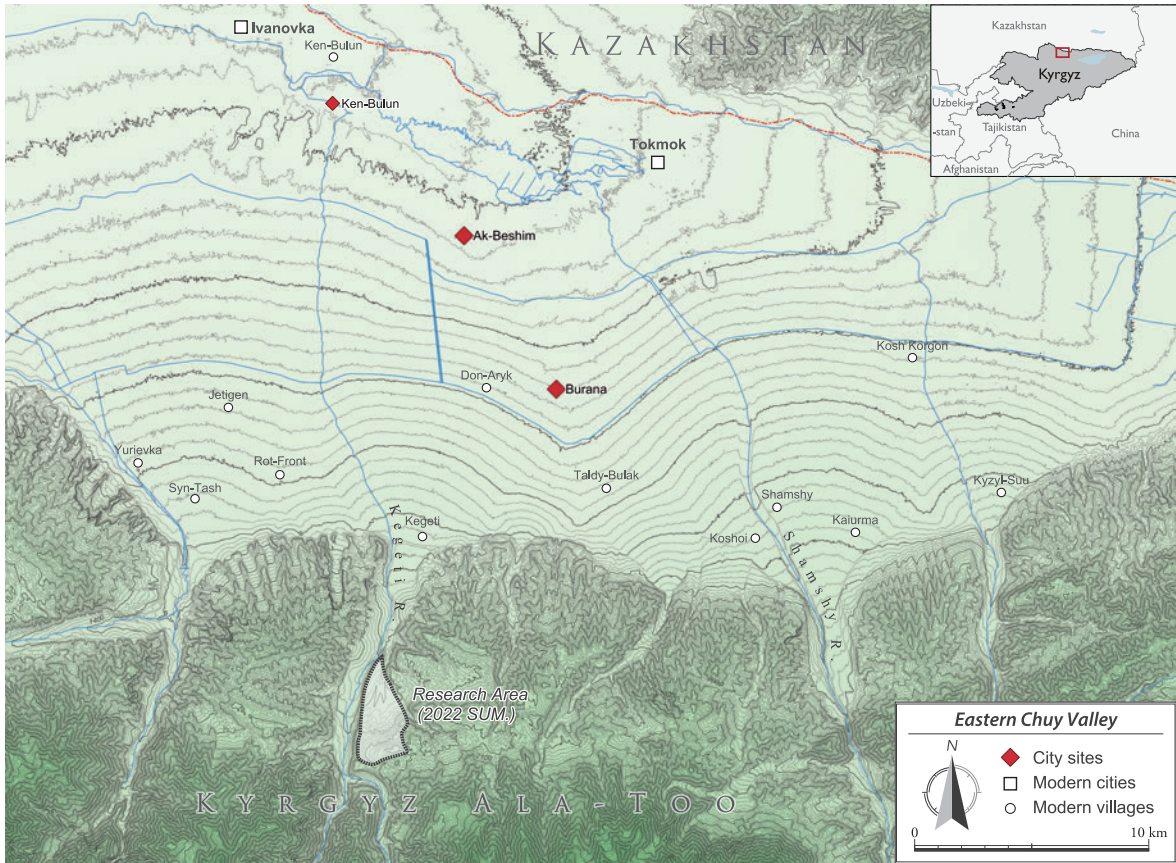 Ivanovka
Ken-Bulun
KAZAKHSTAN
Ken-Bulun
Tokmok
Ak-Beshim
Kosh Korgon
Don-Aryk
Burana
Jetigen
Yurievka
Rot-Front
Taldy-Bulak
Syn-Tash
Kyzyl-Suu
Shamshy
Kegeti
Koshoi
Kaiurma
Kegeti R.
Shamshy R.
Research Area
(2022 SUM.)
KYRGYZ ALA-TOO
Kazakhstan
Kyrgyz
Uzbeki-
-stan
Tajikistan
China
Afghanistan
Eastern Chuy Valley
N
City sites
Modern cities
Modern villages
0 10 km